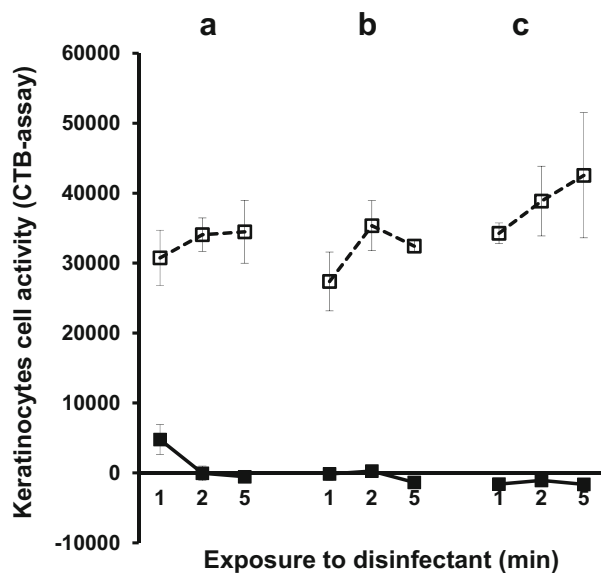 a b c
60000
50000
40000
30000
20000
10000
0
-10000
1 2 5 1 2 5 1 2 5
Keratinocytes cell activity (CTB-assay)
Exposure to disinfectant (min)